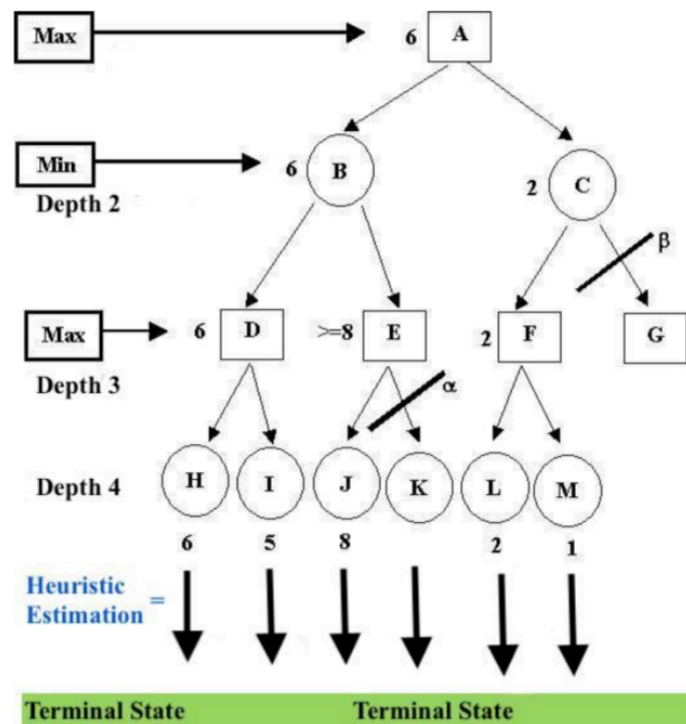 Max
6 A
Min
6 B
2 C
Depth 2
β
Max
6 D
>=8 E
2 F
G
Depth 3
α
Depth 4
H I J K L M
6 5 8 2 1
Heuristic
Estimation =
Terminal State Terminal State